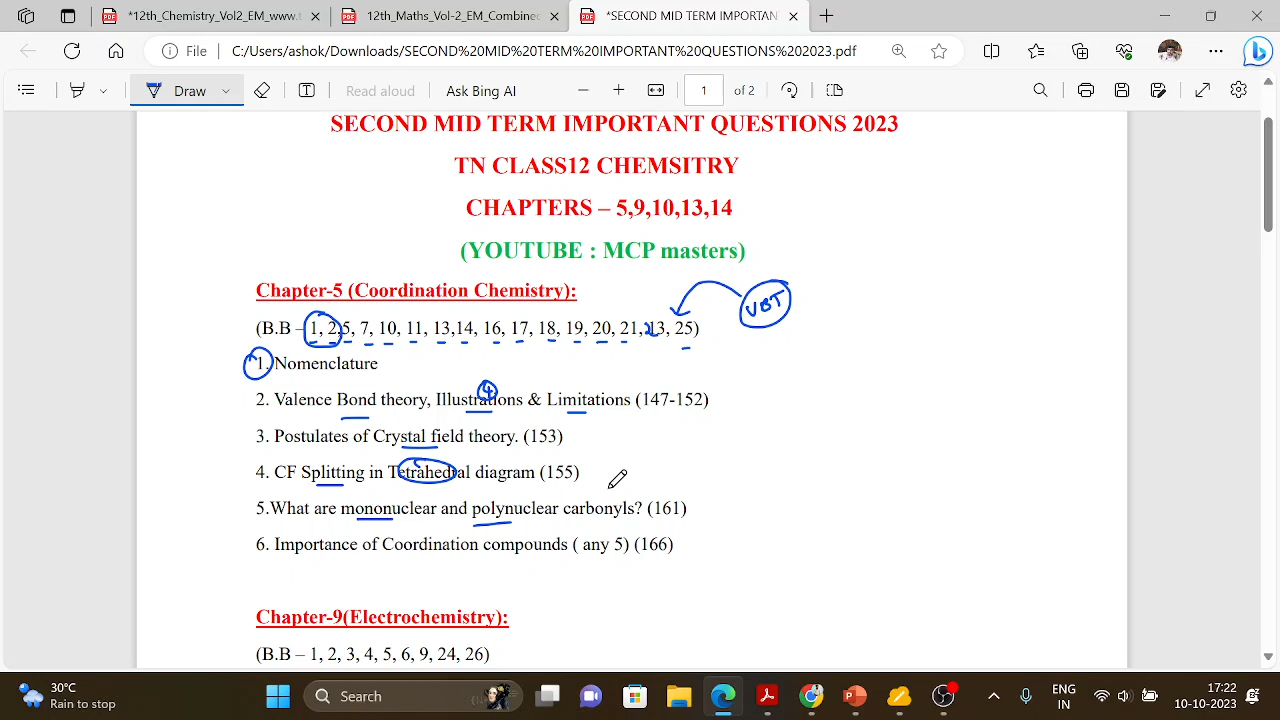 *12th_Chemistry_Vol2_EM_www.t
12th_Maths_Vol-2_EM_Combined
*SECOND MID TERM IMPORTANT
File
C:/Users/ashok/Downloads/SECOND%20MID%20TERM%20IMPORTANT%20QUESTIONS%202023.pdf
Draw
Read aloud
Ask Bing AI
1
of 2
SECOND MID TERM IMPORTANT QUESTIONS 2023
TN CLASS12 CHEMSITRY
CHAPTERS – 5,9,10,13,14
(YOUTUBE : MCP masters)
Chapter-5 (Coordination Chemistry):
VBT
(B.B – 1, 2,5, 7, 10, 11, 13,14, 16, 17, 18, 19, 20, 21, 23, 25)
1. Nomenclature
4
2. Valence Bond theory, Illustrations & Limitations (147-152)
3. Postulates of Crystal field theory. (153)
4. CF Splitting in Tetrahedral diagram (155)
5.What are mononuclear and polynuclear carbonyls? (161)
6. Importance of Coordination compounds ( any 5) (166)
Chapter-9(Electrochemistry):
(B.B – 1, 2, 3, 4, 5, 6, 9, 24, 26)
30°C
Rain to stop
Search
ENG
IN
17:22
10-10-2023